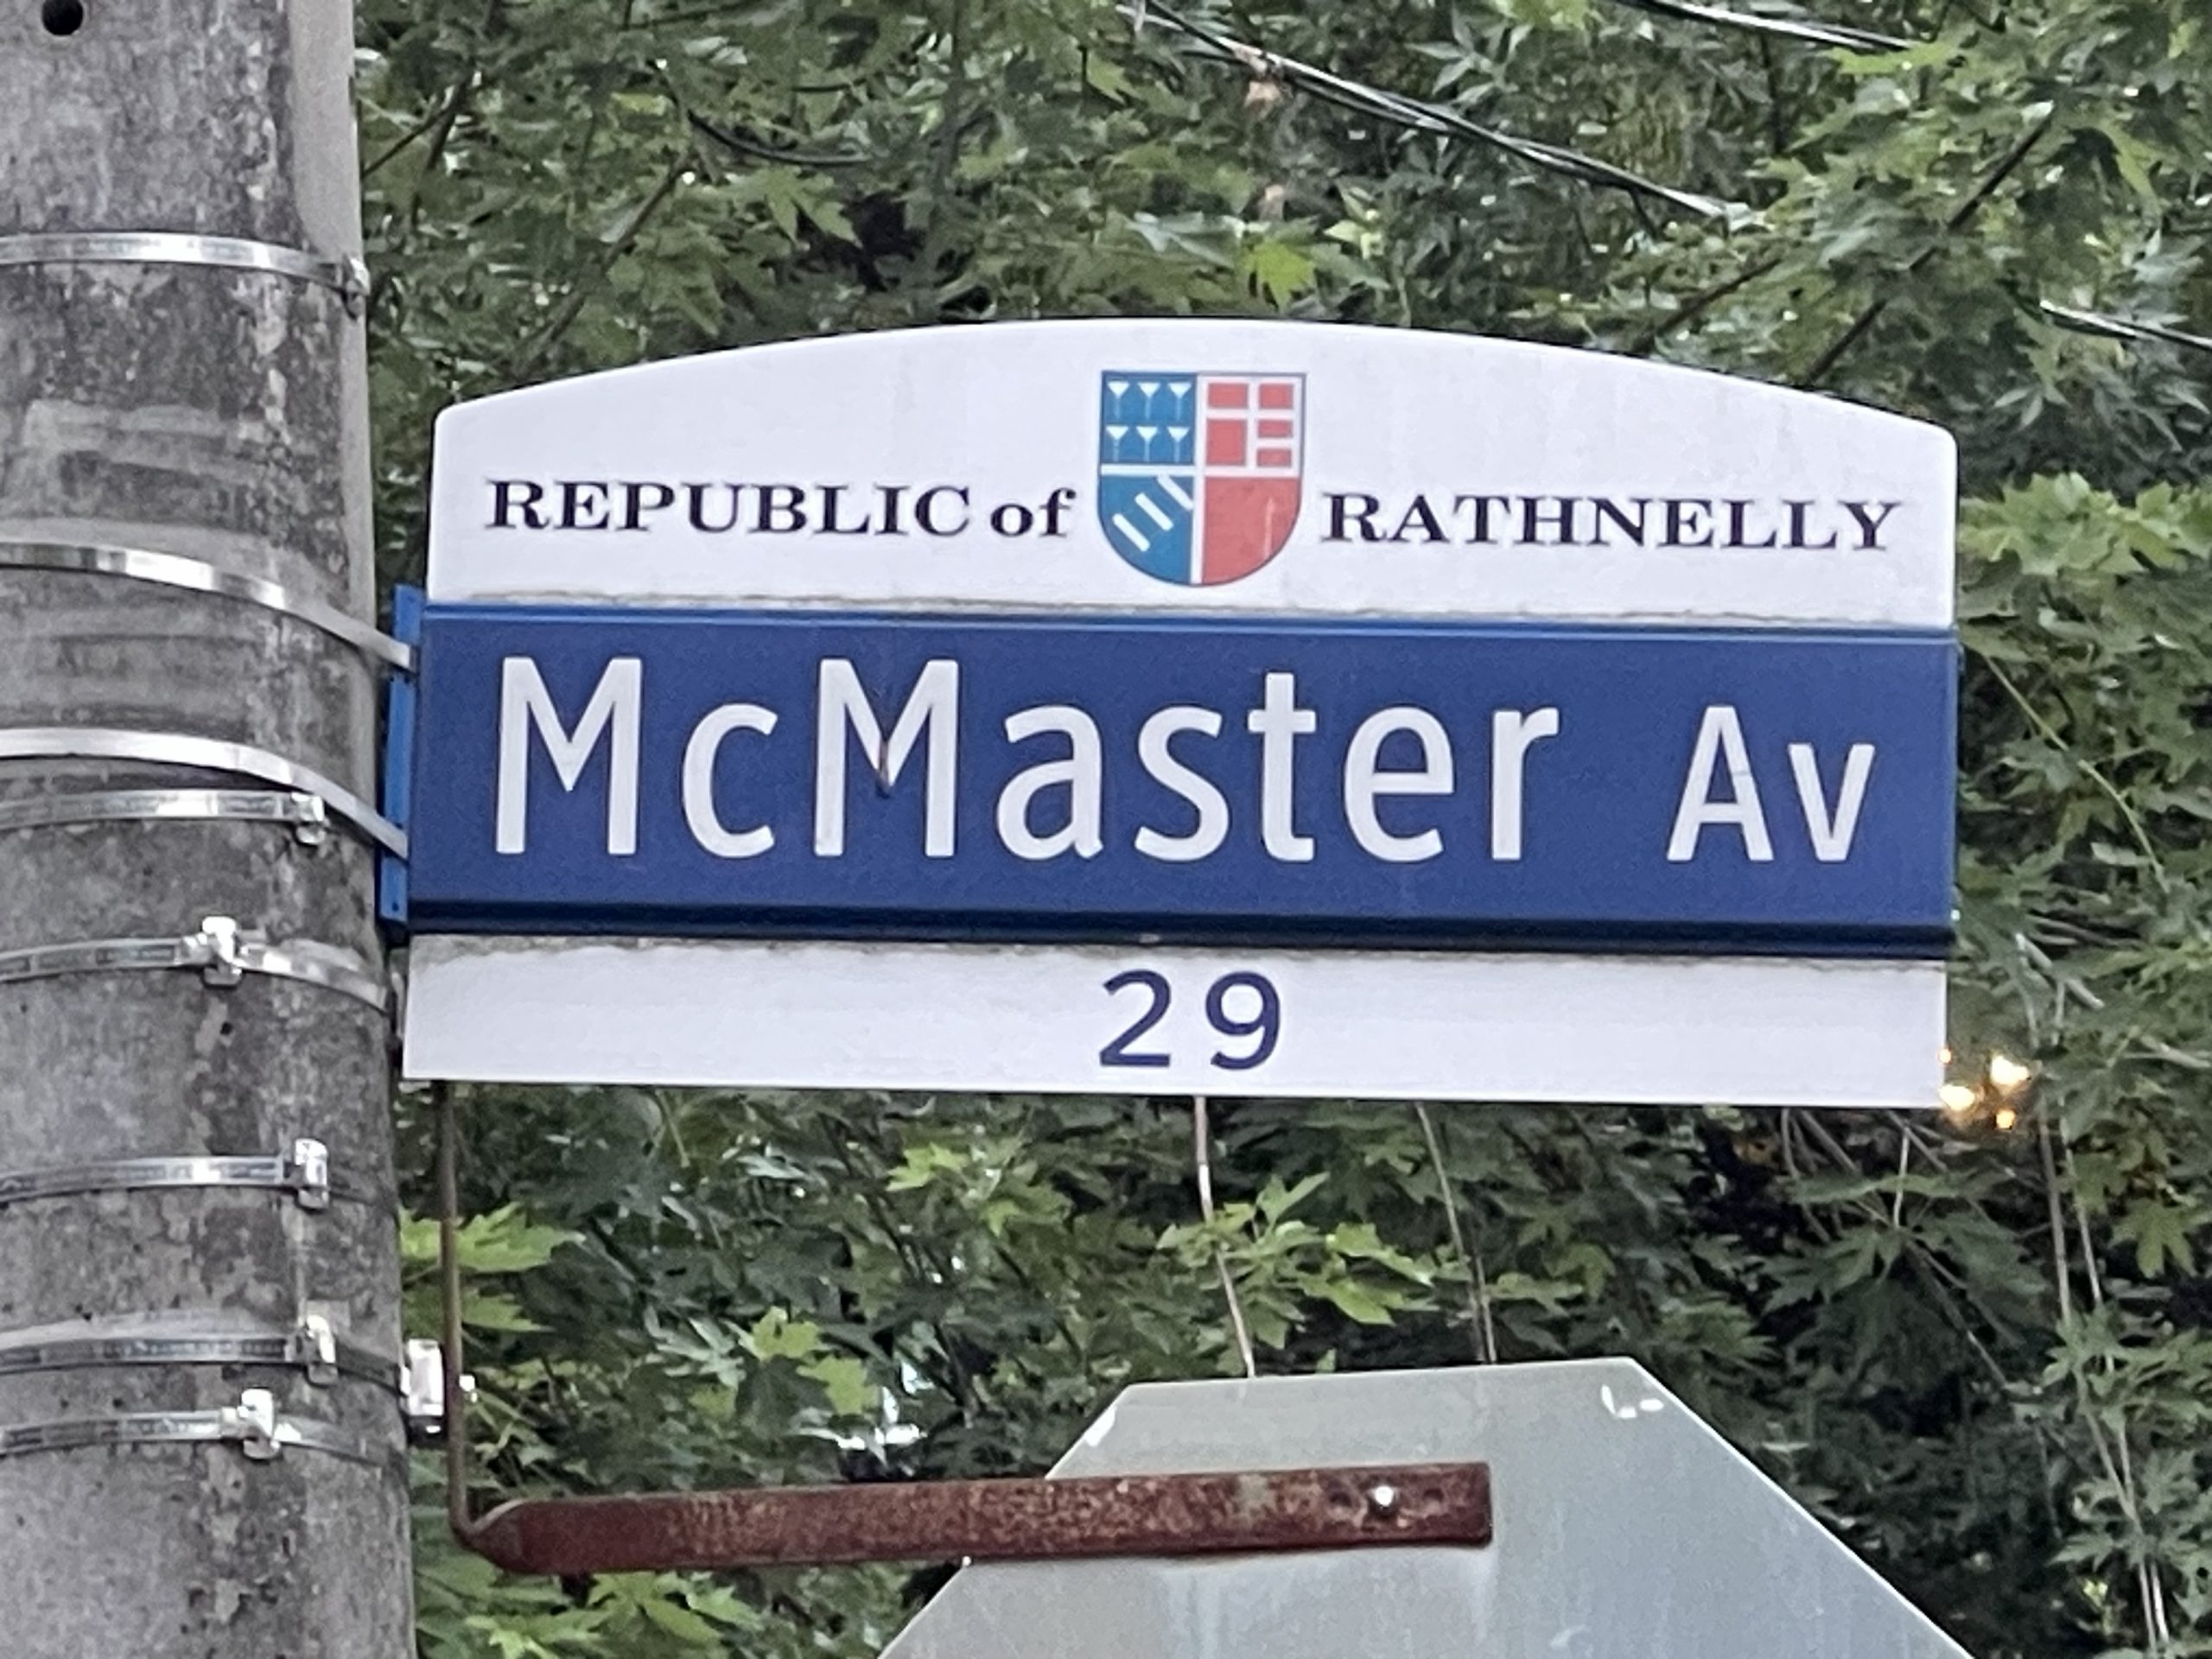 REPUBLIC of RATHNELLY
McMaster Av
29